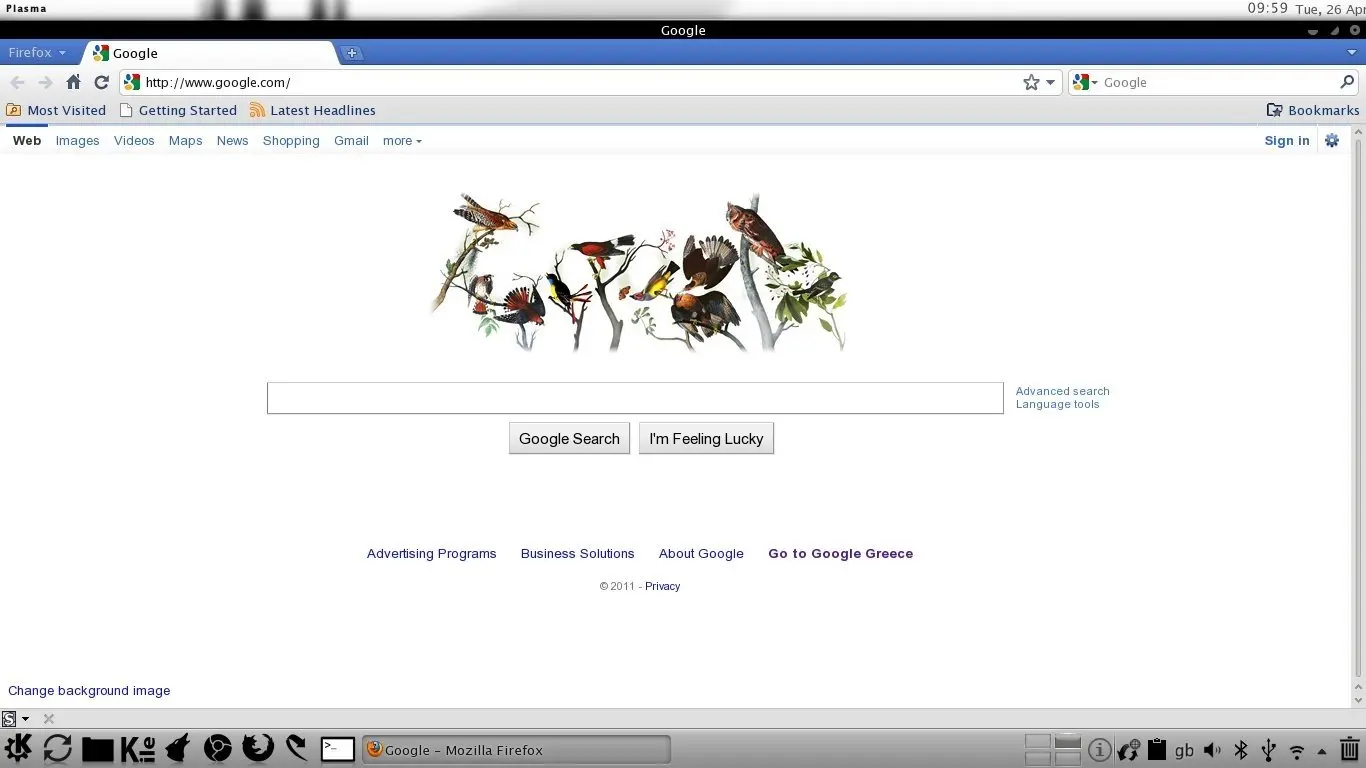 Plasma
09:59 Tue, 26 Apr
Google
Firefox
Google
http://www.google.com/
Google
Most Visited Getting Started Latest Headlines Bookmarks
Web Images Videos Maps News Shopping Gmail more Sign in
Advanced search
Language tools
Google Search I'm Feeling Lucky
Advertising Programs Business Solutions About Google Go to Google Greece
© 2011 - Privacy
Change background image
S
>_
Google - Mozilla Firefox
gb